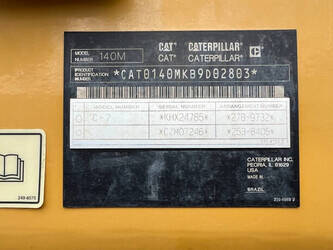 MODEL NUMBER 140M
CAT® CATERPILLAR®
CAT® CATERPILLAR®
PRODUCT IDENTIFICATION NUMBER
*CAT0140MKB9D02803*
MODEL NUMBER SERIAL NUMBER ARRANGEMENT NUMBER
C-7 *KHX24785* *278-9732*
*CZM07246* *253-8405*
CATERPILLAR INC.
PEORIA, IL 61629
USA
MADE IN
BRAZIL